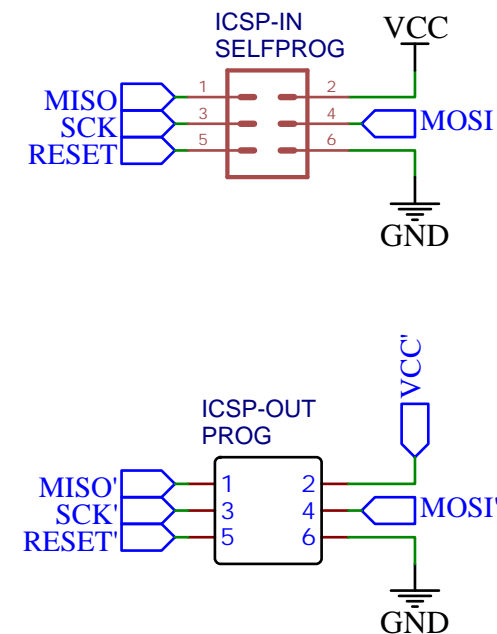 ICSP-IN
SELFPROG
VCC
MISO 1 2
SCK 3 4 MOSI
RESET 5 6
GND
VCC'
ICSP-OUT
PROG
MISO' 1 2
SCK' 3 4 MOSI'
RESET' 5 6
GND